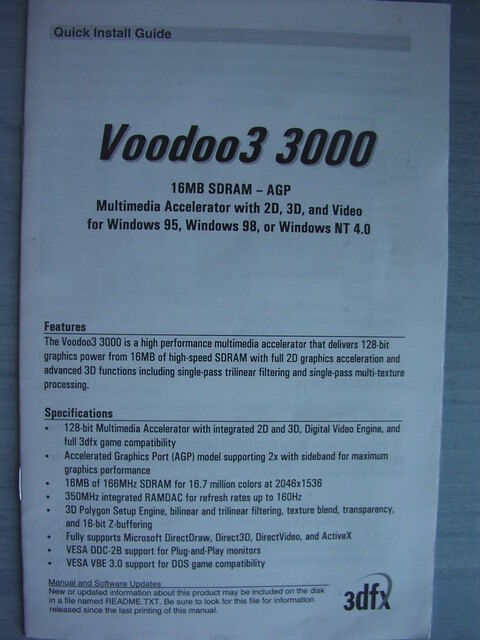 Quick Install Guide
Voodoo3 3000
16MB SDRAM – AGP
Multimedia Accelerator with 2D, 3D, and Video
for Windows 95, Windows 98, or Windows NT 4.0
Features
The Voodoo3 3000 is a high performance multimedia accelerator that delivers 128-bit
graphics power from 16MB of high-speed SDRAM with full 2D graphics acceleration and
advanced 3D functions including single-pass trilinear filtering and single-pass multi-texture
processing.
Specifications
• 128-bit Multimedia Accelerator with integrated 2D and 3D, Digital Video Engine, and
full 3dfx game compatibility
• Accelerated Graphics Port (AGP) model supporting 2x with sideband for maximum
graphics performance
• 16MB of 166MHz SDRAM for 16.7 million colors at 2046x1536
• 350MHz integrated RAMDAC for refresh rates up to 160Hz
• 3D Polygon Setup Engine, bilinear and trilinear filtering, texture blend, transparency,
and 16-bit Z-buffering
• Fully supports Microsoft DirectDraw, Direct3D, DirectVideo, and ActiveX
• VESA DDC-2B support for Plug-and-Play monitors
• VESA VBE 3.0 support for DOS game compatibility
Manual and Software Updates
New or updated information about this product may be included on the disk
in a file named README.TXT. Be sure to look for this file for information
released since the last printing of this manual.
3dfx